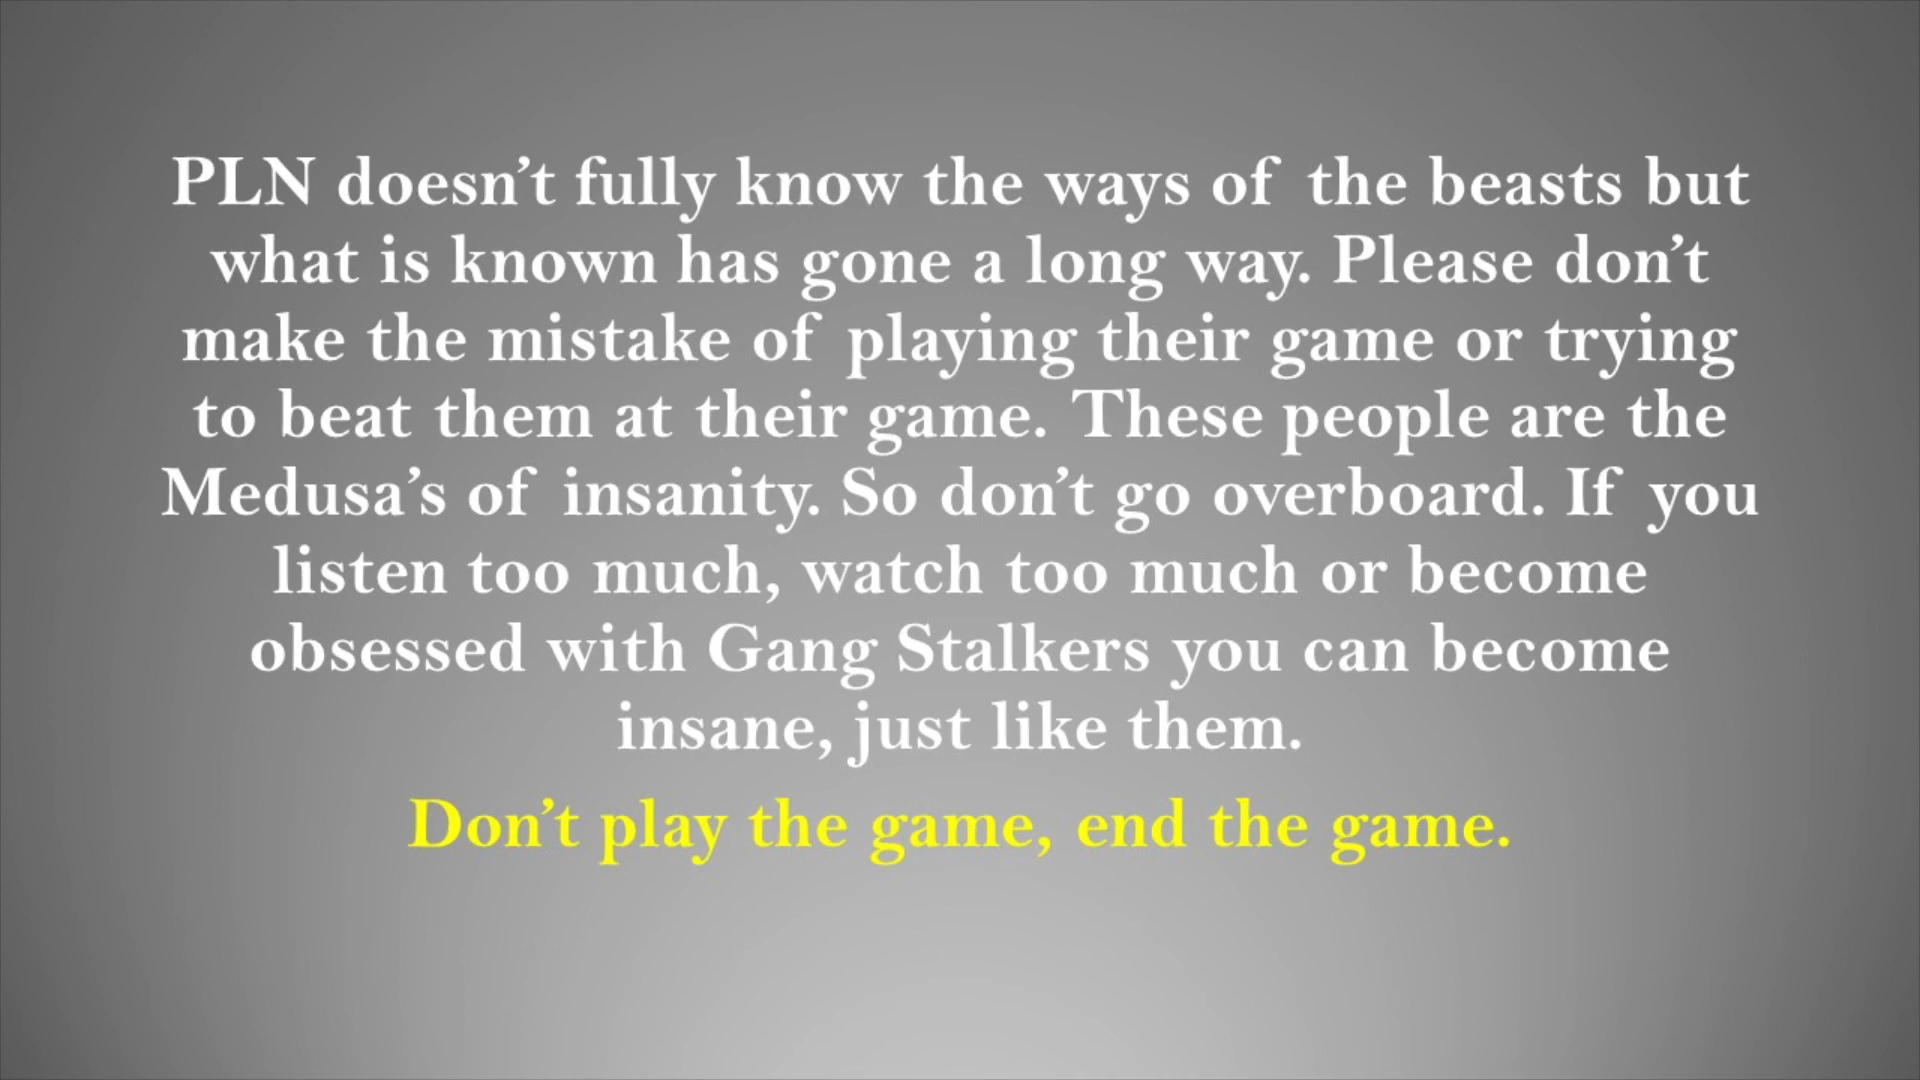 PLN doesn’t fully know the ways of the beasts but
what is known has gone a long way. Please don’t
make the mistake of playing their game or trying
to beat them at their game. These people are the
Medusa’s of insanity. So don’t go overboard. If you
listen too much, watch too much or become
obsessed with Gang Stalkers you can become
insane, just like them.
Don’t play the game, end the game.